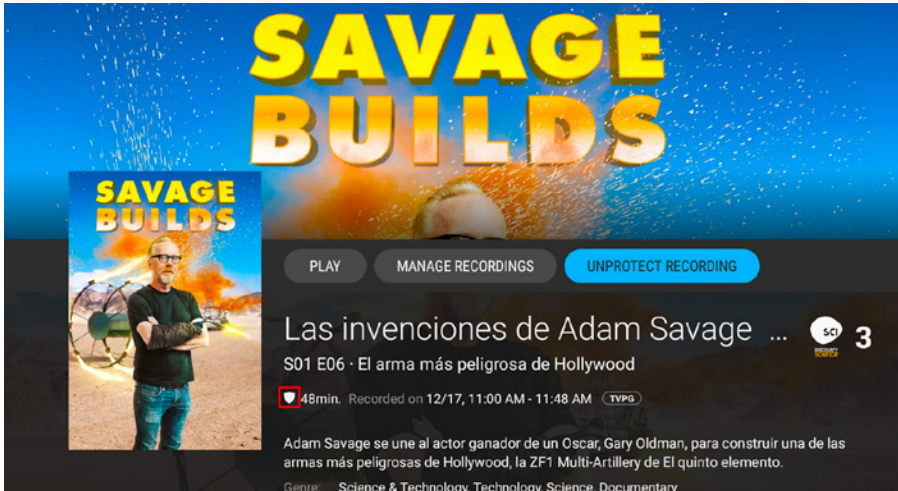 SAVAGE
BUILDS
SAVAGE
BUILDS
PLAY MANAGE RECORDINGS UNPROTECT RECORDING
Las invenciones de Adam Savage ... SCI 3
DISCOVERY
SCIENCE
S01 E06 · El arma más peligrosa de Hollywood
48min. Recorded on 12/17, 11:00 AM - 11:48 AM TVPG
Adam Savage se une al actor ganador de un Oscar, Gary Oldman, para construir una de las
armas más peligrosas de Hollywood, la ZF1 Multi-Artillery de El quinto elemento.
Genre: Science & Technology, Technology, Science, Documentary